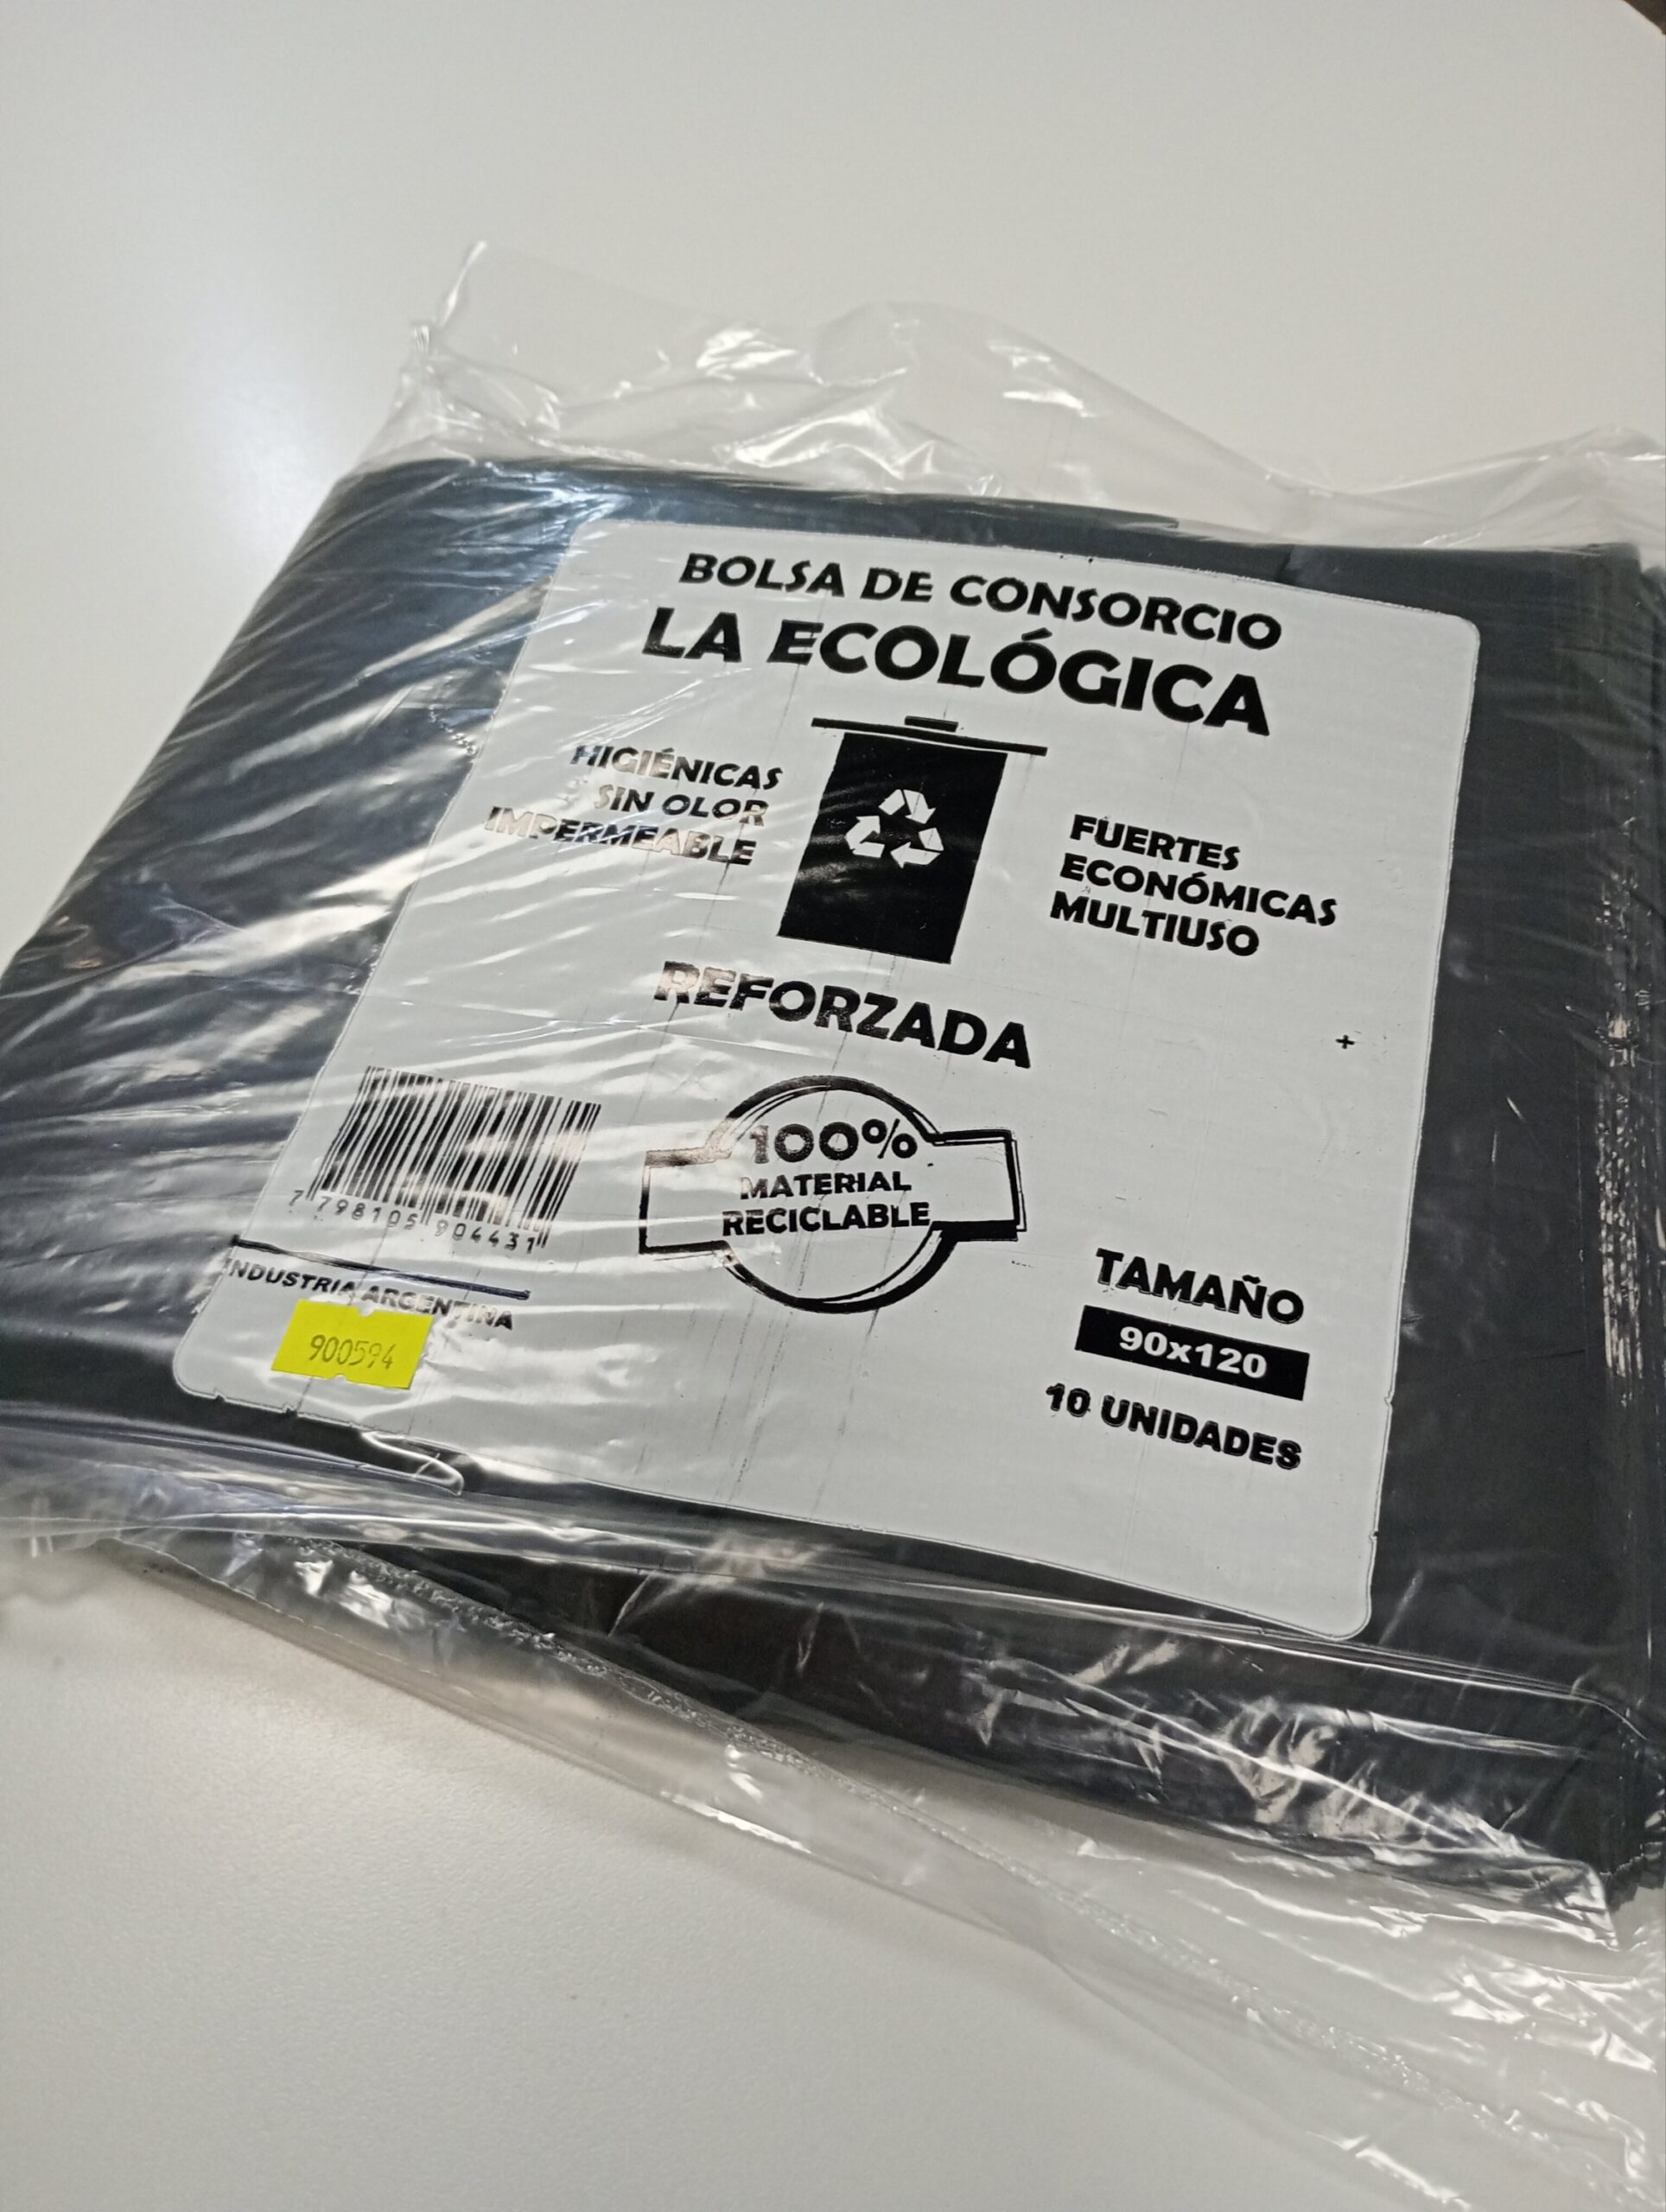 BOLSA DE CONSORCIO
LA ECOLÓGICA
HIGIÉNICAS
SIN OLOR
IMPERMEABLE
FUERTES
ECONÓMICAS
MULTIUSO
REFORZADA
+
100%
MATERIAL
RECICLABLE
7 798105 904431
INDUSTRIA ARGENTINA
900594
TAMAÑO
90x120
10 UNIDADES